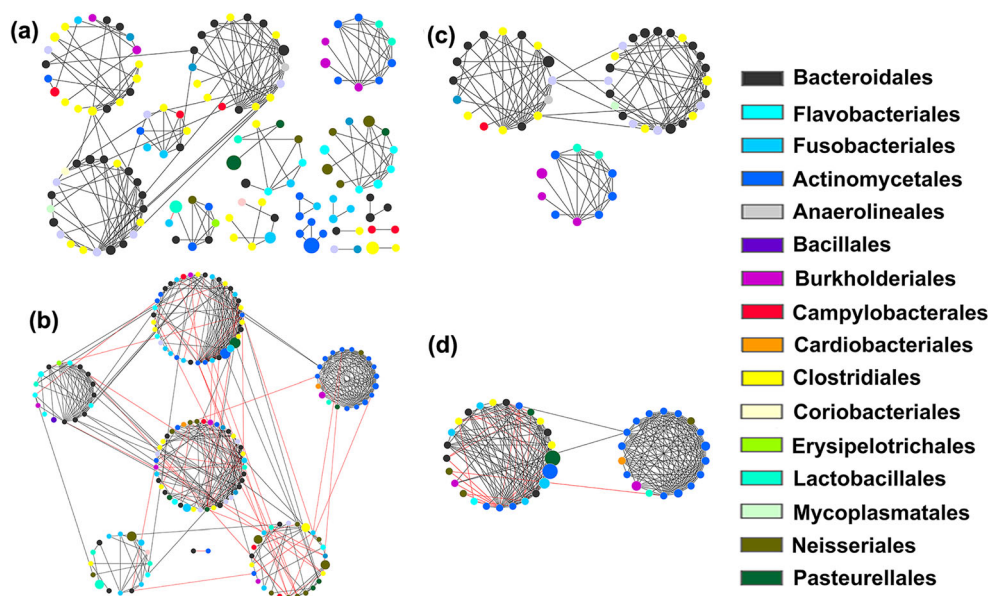 (a)
(c)
Bacteroidales
Flavobacteriales
Fusobacteriales
Actinomycetales
Anaerolineales
Bacillales
Burkholderiales
Campylobacterales
Cardiobacteriales
Clostridiales
Coriobacteriales
Erysipelotrichales
Lactobacillales
Mycoplasmatales
Neisseriales
Pasteurellales
(b)
(d)